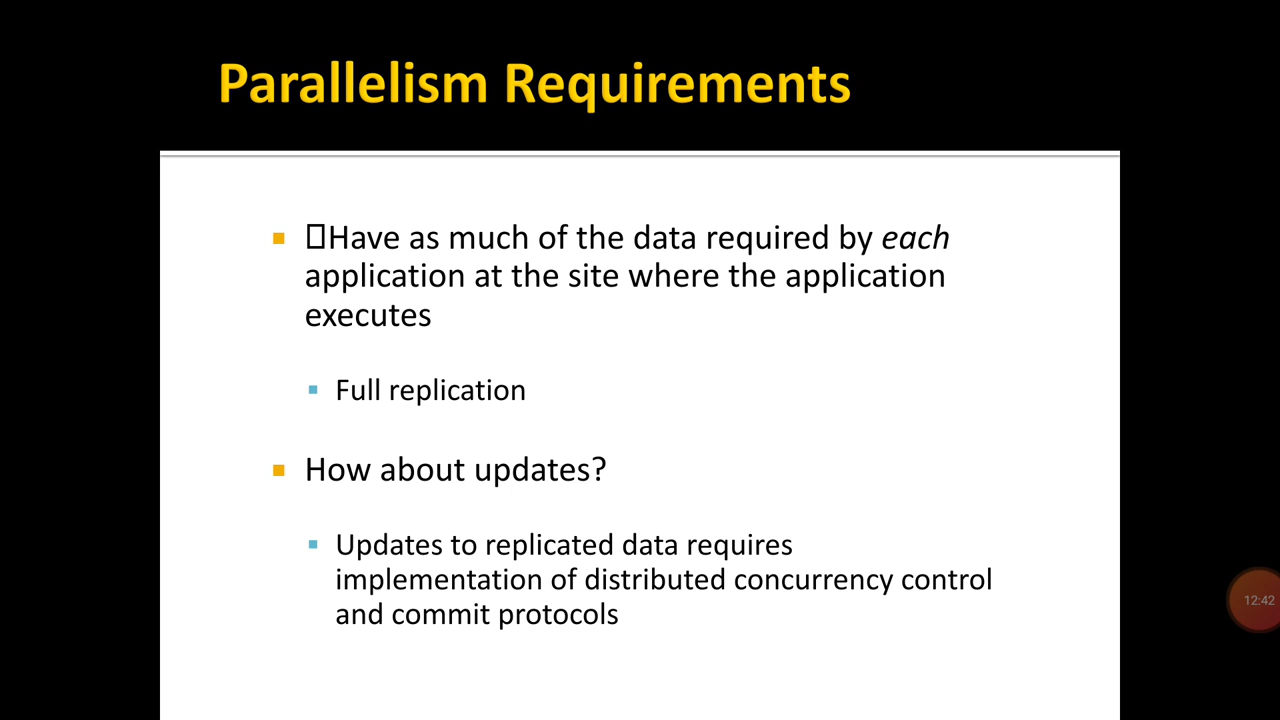 Parallelism Requirements
Have as much of the data required by each
application at the site where the application
executes
Full replication
How about updates?
Updates to replicated data requires
implementation of distributed concurrency control
and commit protocols
12:42